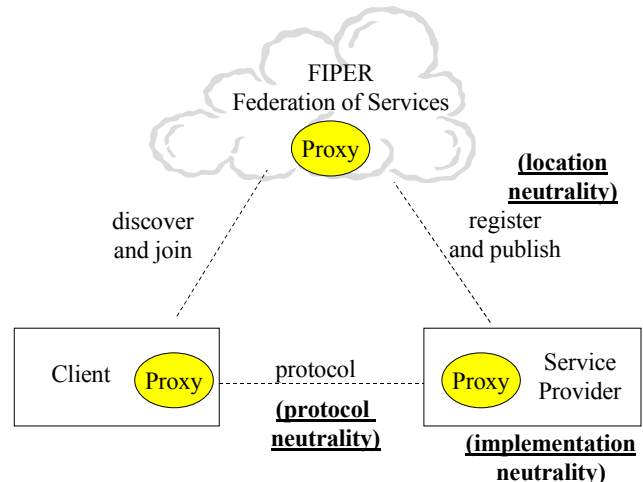 FIPER
Federation of Services
Proxy
(location
neutrality)
discover
and join
register
and publish
Client
Proxy
protocol
(protocol
neutrality)
Proxy
Service
Provider
(implementation
neutrality)